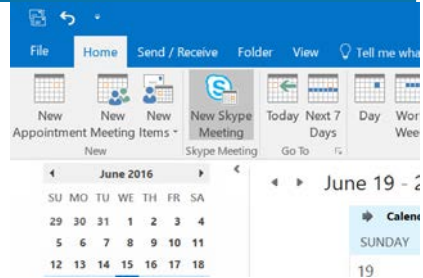 File Home Send / Receive Folder View Tell me wha
New Appointment New Meeting New Items New Skype Meeting Today Next 7 Days Day
New Skype Meeting Go To
June 2016
June 19 - 2
SU MO TU WE TH FR SA
29 30 31 1 2 3 4
5 6 7 8 9 10 11
12 13 14 15 16 17 18
SUNDAY
19